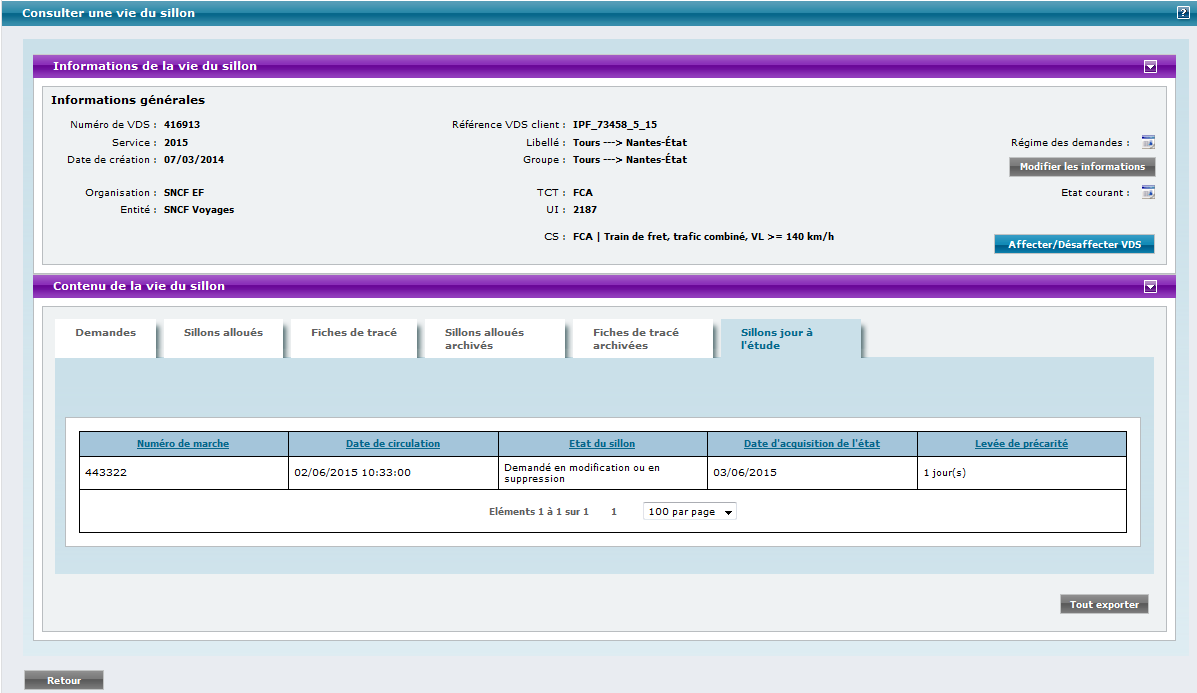 Consulter une vie du sillon
?
Informations de la vie du sillon
Informations générales
Numéro de VDS : 416913
Référence VDS client : IPF_73458_5_15
Service : 2015
Libellé : Tours ---> Nantes-État
Régime des demandes :
Date de création : 07/03/2014
Groupe : Tours ---> Nantes-État
Modifier les informations
Organisation : SNCF EF
TCT : FCA
Etat courant :
Entité : SNCF Voyages
UI : 2187
CS : FCA | Train de fret, trafic combiné, VL >= 140 km/h
Affecter/Désaffecter VDS
Contenu de la vie du sillon
Demandes
Sillons alloués
Fiches de tracé
Sillons alloués
archivés
Fiches de tracé
archivées
Sillons jour à
l'étude
Numéro de marche
Date de circulation
Etat du sillon
Date d'acquisition de l'état
Levée de précarité
443322
02/06/2015 10:33:00
Demandé en modification ou en
suppression
03/06/2015
1 jour(s)
Eléments 1 à 1 sur 1
1
100 par page
Tout exporter
Retour